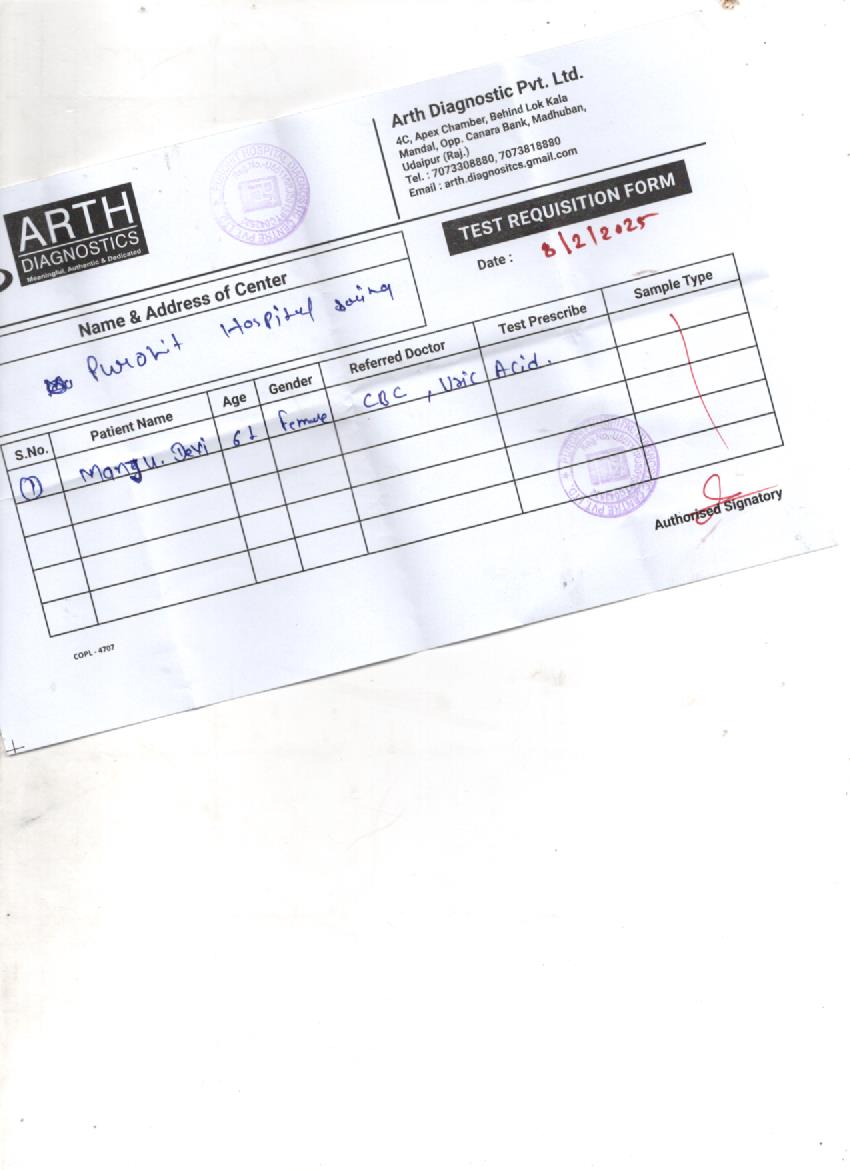 ARTH
DIAGNOSTICS
Meaningful, Authentic & Dedicated
Arth Diagnostic Pvt. Ltd.
4C, Apex Chamber, Behind Lok Kala
Mandal, Opp. Canara Bank, Madhuban,
Udaipur (Raj.)
Tel. : 7073308880, 7073818880
Email : arth.diagnositcs.gmail.com
TEST REQUISITION FORM
Date : 8/2/2025
Name & Address of Center
Purohit Hospital
S.No. Patient Name Age Gender Referred Doctor Test Prescribe Sample Type
① Mangu. Devi Female CBC, Uric Acid.
Authorised Signatory
COPL - 4707